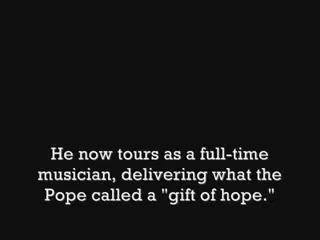 He now tours as a full-time
musician, delivering what the
Pope called a "gift of hope."